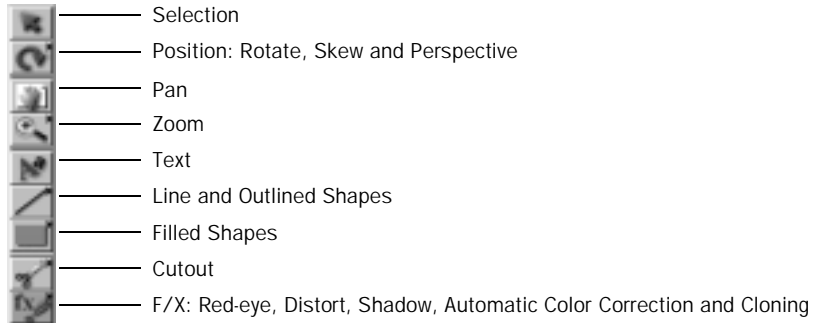 Selection
Position: Rotate, Skew and Perspective
Pan
Zoom
Text
Line and Outlined Shapes
Filled Shapes
Cutout
F/X: Red-eye, Distort, Shadow, Automatic Color Correction and Cloning
fx